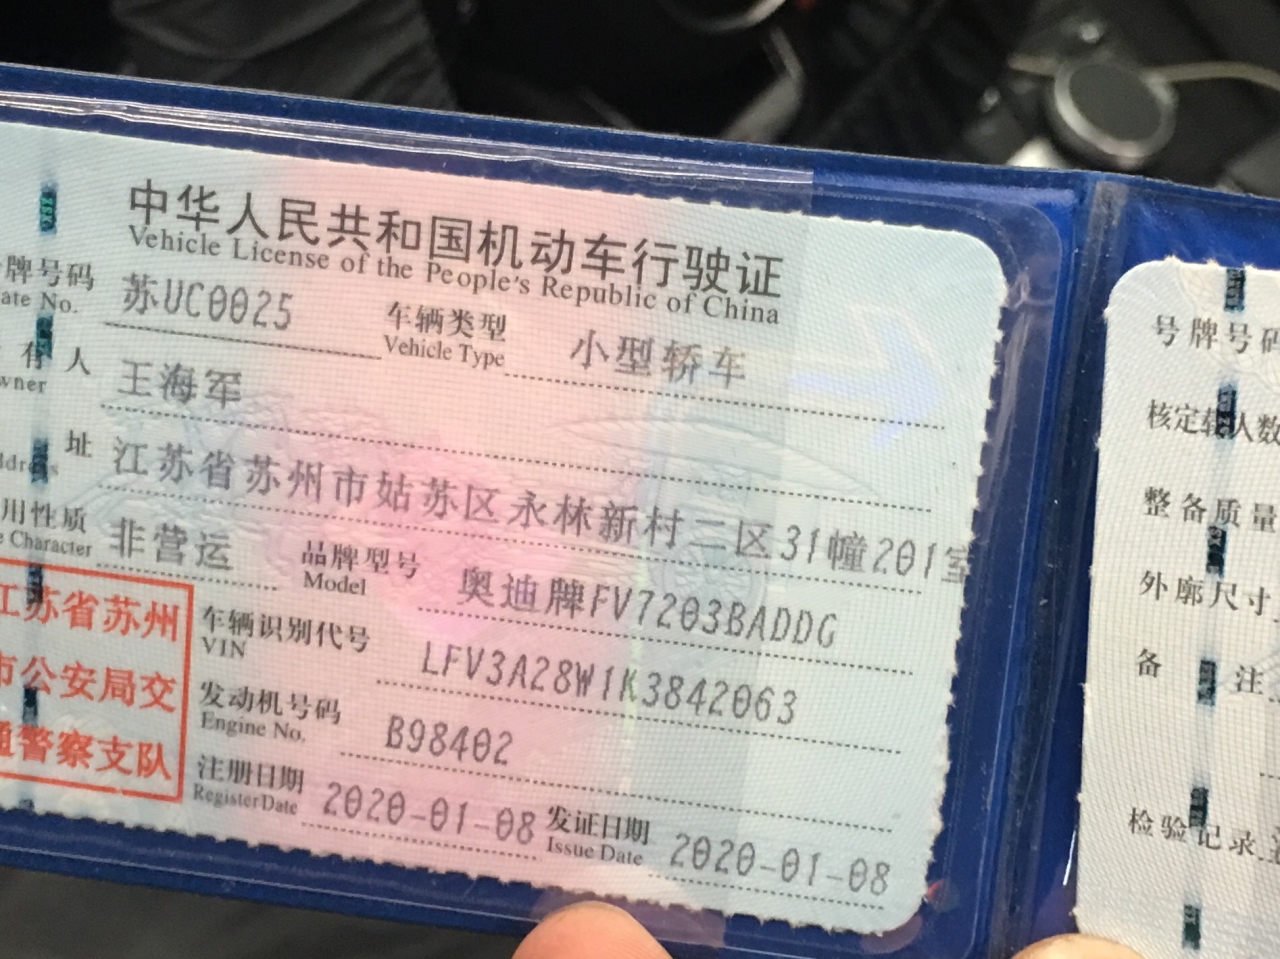 中华人民共和国机动车行驶证
Vehicle License of the People's Republic of China
牌号码 苏UC0025 车辆类型 小型轿车
ate No. Vehicle Type
有人 王海军
wner
址 江苏省苏州市姑苏区永林新村二区31幢201室
ddress
用性质 非营运 品牌型号 奥迪牌FV7203BADDG
e Character Model
江苏省苏州
市公安局交
通警察支队
车辆识别代号 LFV3A28W1K3842063
VIN
发动机号码 B98402
Engine No.
注册日期 2020-01-08 发证日期 2020-01-08
Register Date Issue Date
号牌号码
核定载人数
整备质量
外廓尺寸
备 注
检验记录